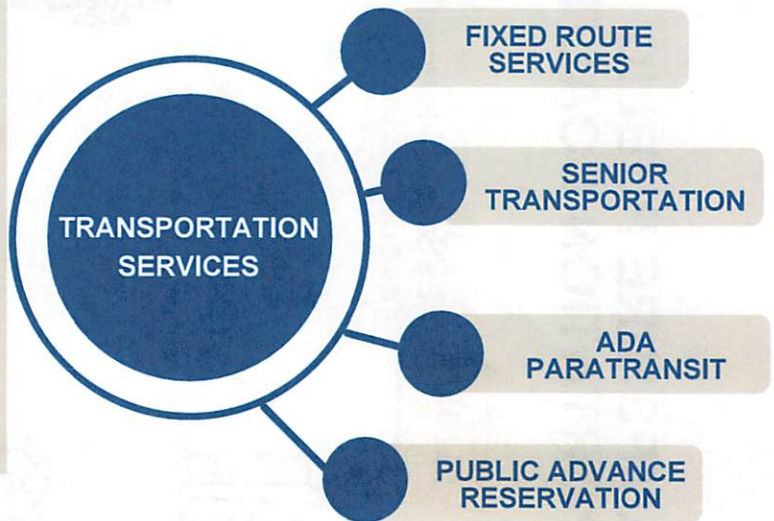 TRANSPORTATION
SERVICES
FIXED ROUTE
SERVICES
SENIOR
TRANSPORTATION
ADA
PARATRANSIT
PUBLIC ADVANCE
RESERVATION